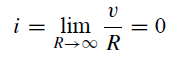 i = lim_{R→∞} v/R = 0